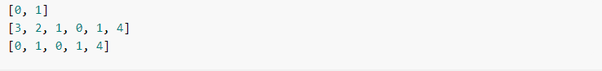 [0, 1]
[3, 2, 1, 0, 1, 4]
[0, 1, 0, 1, 4]